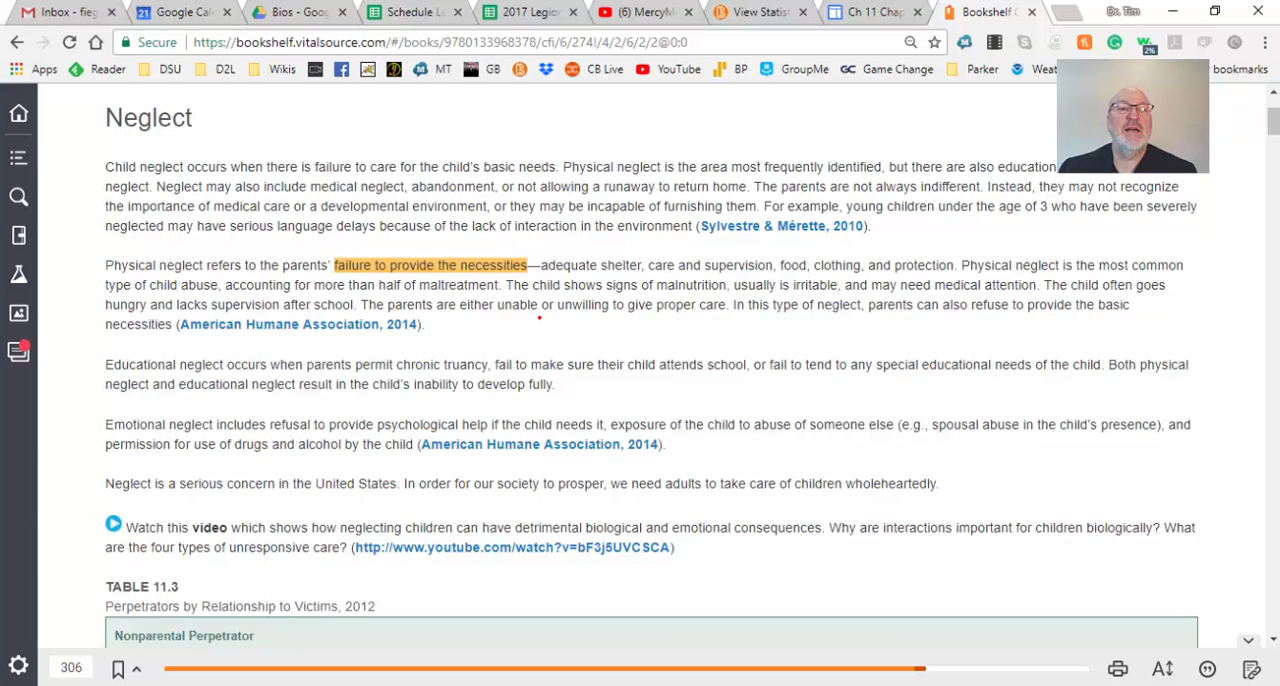 Inbox - fieg
Google Cal
Bios - Goog
Schedule Le
2017 Legion
(6) MercyM
View Statist
Ch 11 Chap
Bookshelf C
Dr. Tim
Secure
https://bookshelf.vitalsource.com/#/books/9780133968378/cfi/6/274!/4/2/6/2/2@0:0
2%
Apps Reader DSU D2L Wikis MT GB CB Live YouTube BP GroupMe GC Game Change Parker Weat bookmarks
Neglect
Child neglect occurs when there is failure to care for the child's basic needs. Physical neglect is the area most frequently identified, but there are also education
neglect. Neglect may also include medical neglect, abandonment, or not allowing a runaway to return home. The parents are not always indifferent. Instead, they may not recognize
the importance of medical care or a developmental environment, or they may be incapable of furnishing them. For example, young children under the age of 3 who have been severely
neglected may have serious language delays because of the lack of interaction in the environment (Sylvestre & Mérette, 2010).
Physical neglect refers to the parents' failure to provide the necessities—adequate shelter, care and supervision, food, clothing, and protection. Physical neglect is the most common
type of child abuse, accounting for more than half of maltreatment. The child shows signs of malnutrition, usually is irritable, and may need medical attention. The child often goes
hungry and lacks supervision after school. The parents are either unable or unwilling to give proper care. In this type of neglect, parents can also refuse to provide the basic
necessities (American Humane Association, 2014).
Educational neglect occurs when parents permit chronic truancy, fail to make sure their child attends school, or fail to tend to any special educational needs of the child. Both physical
neglect and educational neglect result in the child's inability to develop fully.
Emotional neglect includes refusal to provide psychological help if the child needs it, exposure of the child to abuse of someone else (e.g., spousal abuse in the child's presence), and
permission for use of drugs and alcohol by the child (American Humane Association, 2014).
Neglect is a serious concern in the United States. In order for our society to prosper, we need adults to take care of children wholeheartedly.
Watch this video which shows how neglecting children can have detrimental biological and emotional consequences. Why are interactions important for children biologically? What
are the four types of unresponsive care? (http://www.youtube.com/watch?v=bF3j5UVCSCA)
TABLE 11.3
Perpetrators by Relationship to Victims, 2012
Nonparental Perpetrator
306